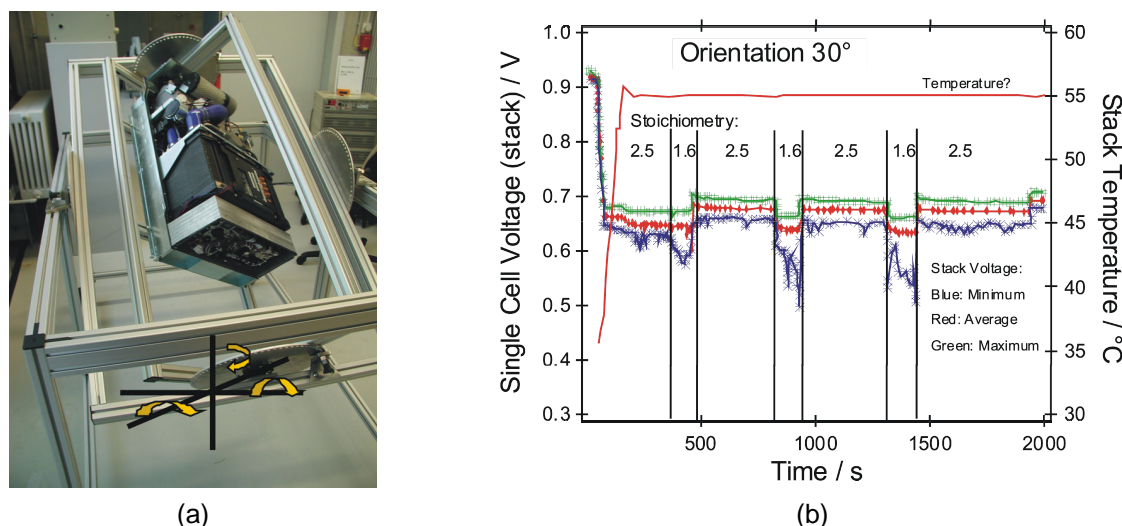 Orientation 30°
Temperature?
Stoichometry:
2.5
1.6
2.5
1.6
2.5
1.6
2.5
Stack Voltage:
Blue: Minimum
Red: Average
Green: Maximum
Single Cell Voltage (stack) / V
1.0
0.9
0.8
0.7
0.6
0.5
0.4
0.3
Stack Temperature / °C
60
55
50
45
40
35
30
500
1000
1500
2000
Time / s
(a)
(b)